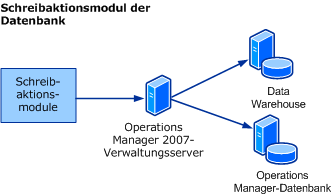 Schreibaktionsmodul der
Datenbank
Schreib-
aktions-
module
Operations
Manager 2007-
Verwaltungsserver
Data
Warehouse
Operations
Manager-Datenbank